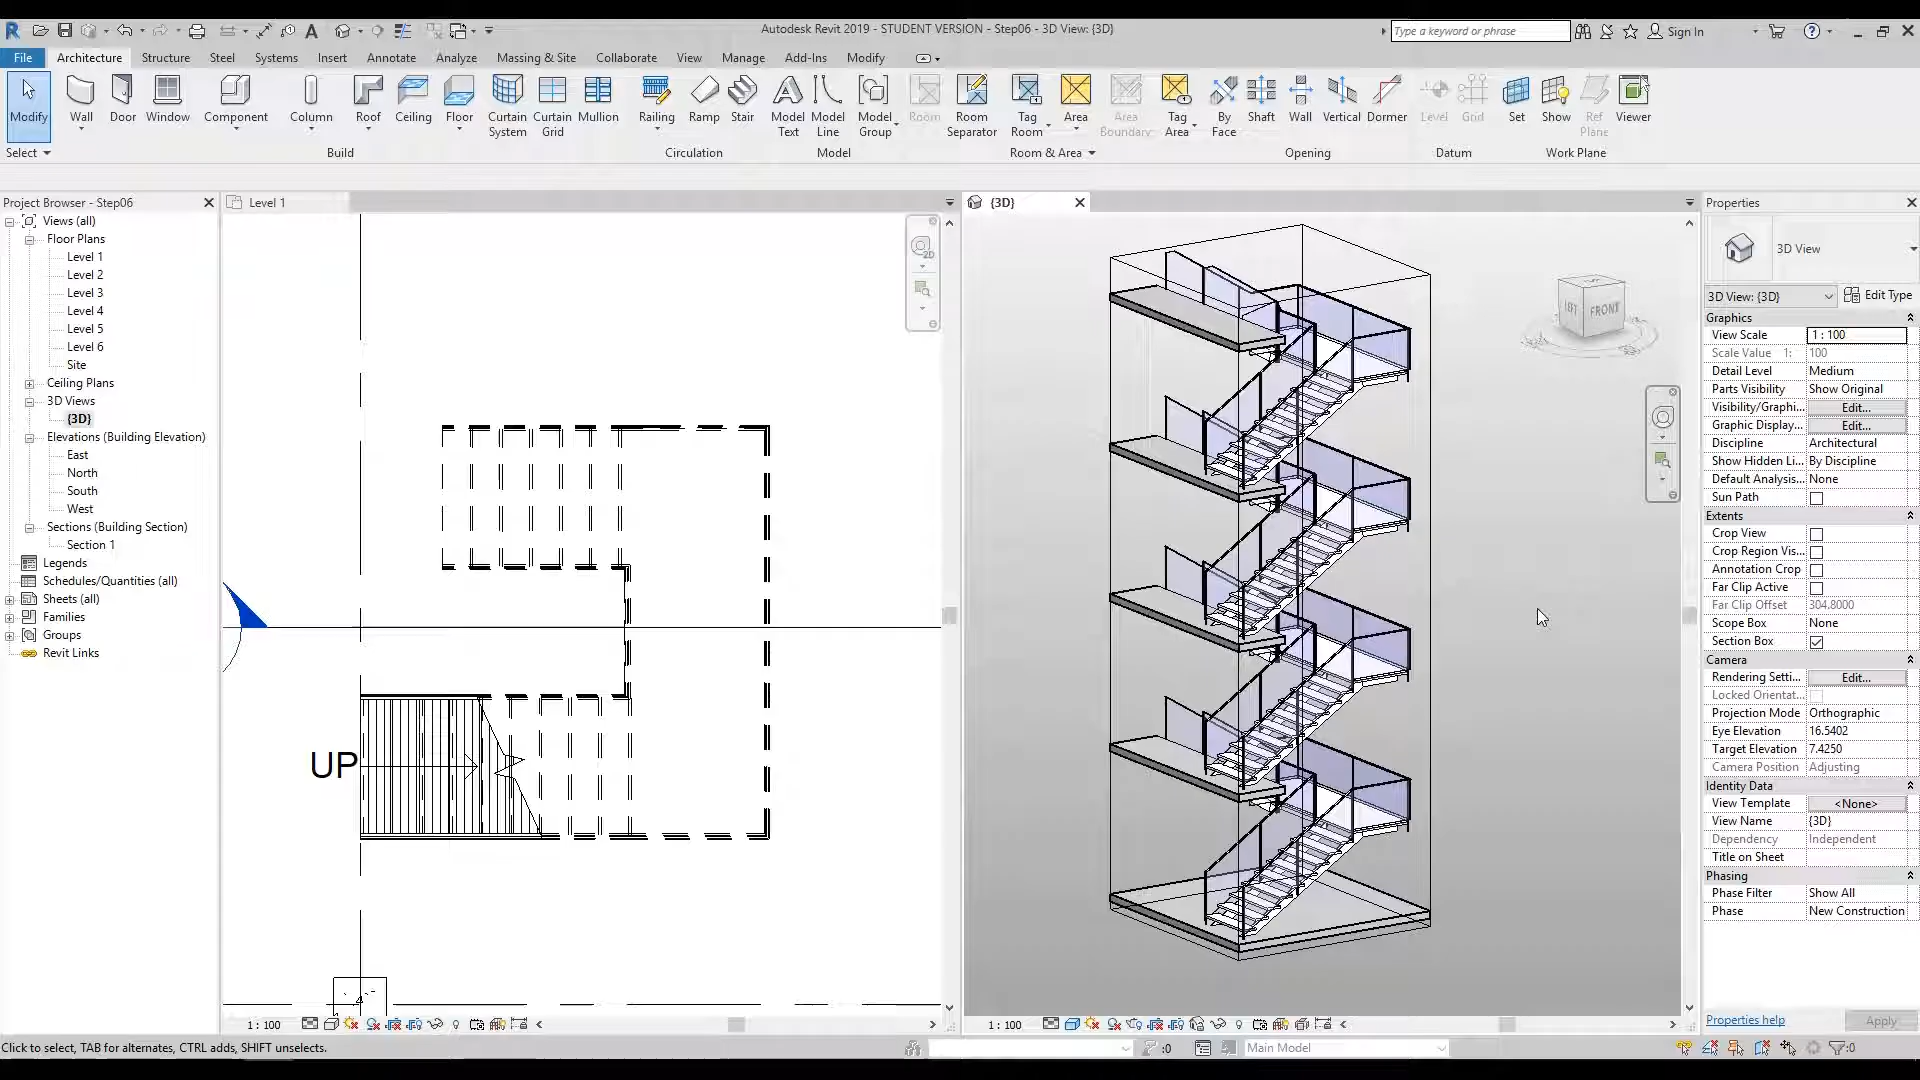 Autodesk Revit 2019 - STUDENT VERSION - Step06 - 3D View: {3D}
Type a keyword or phrase
Sign In
File Architecture Structure Steel Systems Insert Annotate Analyze Massing & Site Collaborate View Manage Add-Ins Modify
Modify Wall Door Window Component Column Roof Ceiling Floor Curtain System Curtain Grid Mullion Railing Ramp Stair Model Text Model Line Model Group Room Room Separator Tag Room Area Area Boundary Tag Area By Face Shaft Wall Vertical Dormer Level Grid Set Show Ref Plane Viewer
Select Build Circulation Model Room & Area Opening Datum Work Plane
Project Browser - Step06
Views (all)
Floor Plans
Level 1
Level 2
Level 3
Level 4
Level 5
Level 6
Site
Ceiling Plans
3D Views
{3D}
Elevations (Building Elevation)
East
North
South
West
Sections (Building Section)
Section 1
Legends
Schedules/Quantities (all)
Sheets (all)
Families
Groups
Revit Links
Level 1
2D
UP
1 : 100
{3D}
FRONT
1 : 100
Properties
3D View
3D View: {3D} Edit Type
Graphics
View Scale 1 : 100
Scale Value 1: 100
Detail Level Medium
Parts Visibility Show Original
Visibility/Graphi... Edit...
Graphic Display... Edit...
Discipline Architectural
Show Hidden Li... By Discipline
Default Analysis... None
Sun Path
Extents
Crop View
Crop Region Vis...
Annotation Crop
Far Clip Active
Far Clip Offset 304.8000
Scope Box None
Section Box
Camera
Rendering Setti... Edit...
Locked Orientat...
Projection Mode Orthographic
Eye Elevation 16.5402
Target Elevation 7.4250
Camera Position Adjusting
Identity Data
View Template <None>
View Name {3D}
Dependency Independent
Title on Sheet
Phasing
Phase Filter Show All
Phase New Construction
Properties help Apply
Click to select, TAB for alternates, CTRL adds, SHIFT unselects.
:0
Main Model
:0